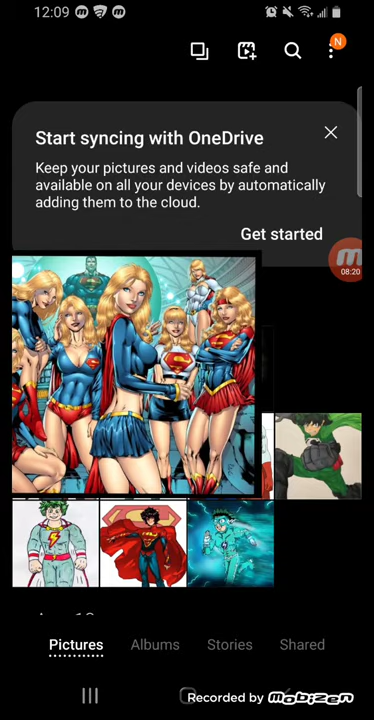 12:09
N
Start syncing with OneDrive
Keep your pictures and videos safe and
available on all your devices by automatically
adding them to the cloud.
Get started
08:20
Pictures Albums Stories Shared
Recorded by mobizen